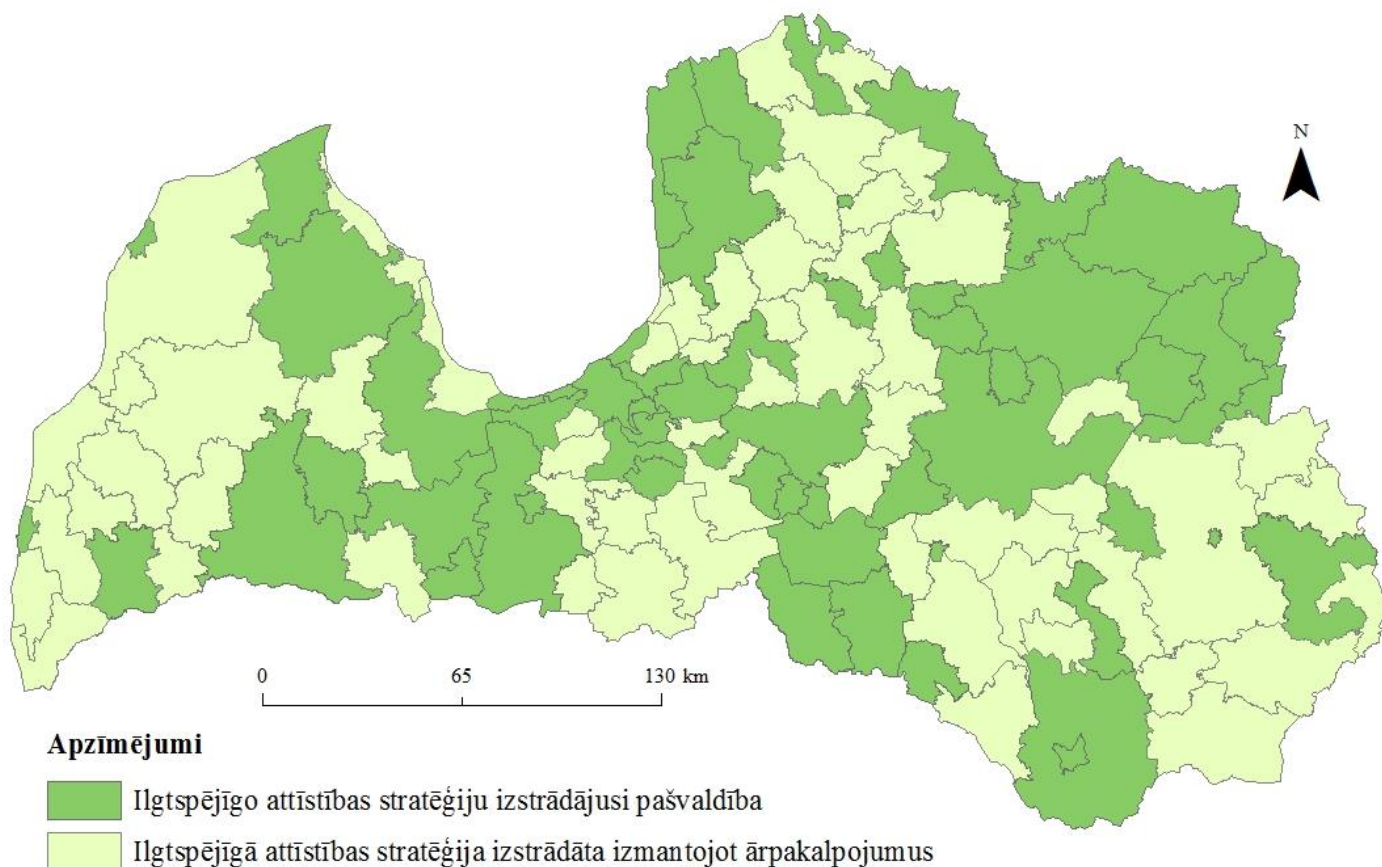 N
0 65 130 km
Apzīmējumi
Ilgtspējīgo attīstības stratēģiju izstrādājusi pašvaldība
Ilgtspējīgā attīstības stratēģija izstrādāta izmantojot ārpakalpojumus